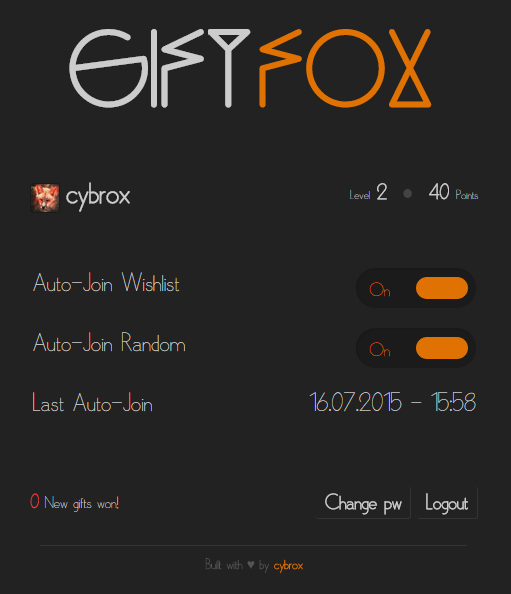 GIFTFOX
cybrox Level 2 40 Points
Auto-Join Wishlist On
Auto-Join Random On
Last Auto-Join 16.07.2015 - 15:58
0 New gifts won! Change pw Logout
Built with ♥ by cybrox